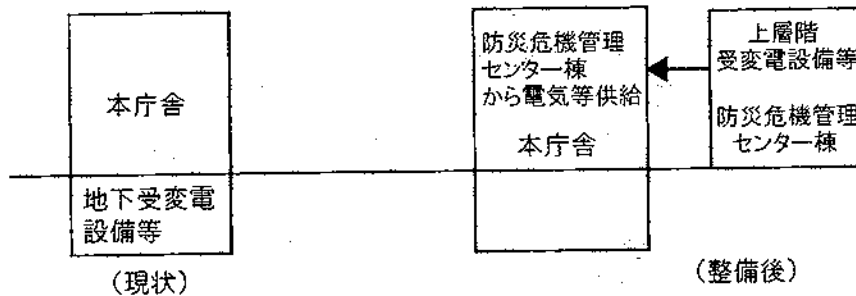 本庁舎
地下受変電
設備等
（現状）
防災危機管理
センター棟
から電気等供給
本庁舎
上層階
受変電設備等
防災危機管理
センター棟
（整備後）